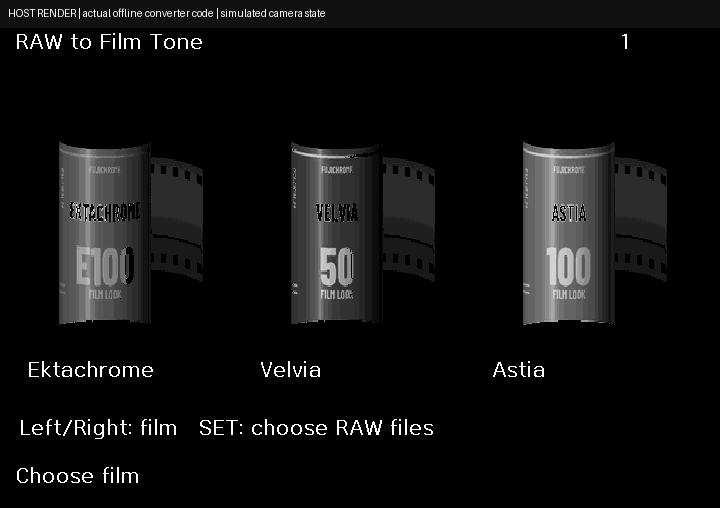 HOST RENDER | actual offline converter code | simulated camera state
RAW to Film Tone 1
FUJICHROME FUJICHROME FUJICHROME
EKTACHROME VELVIA ASTIA
E100 50 100
FILM LOOK FILM LOOK FILM LOOK
Ektachrome Velvia Astia
Left/Right: film SET: choose RAW files
Choose film